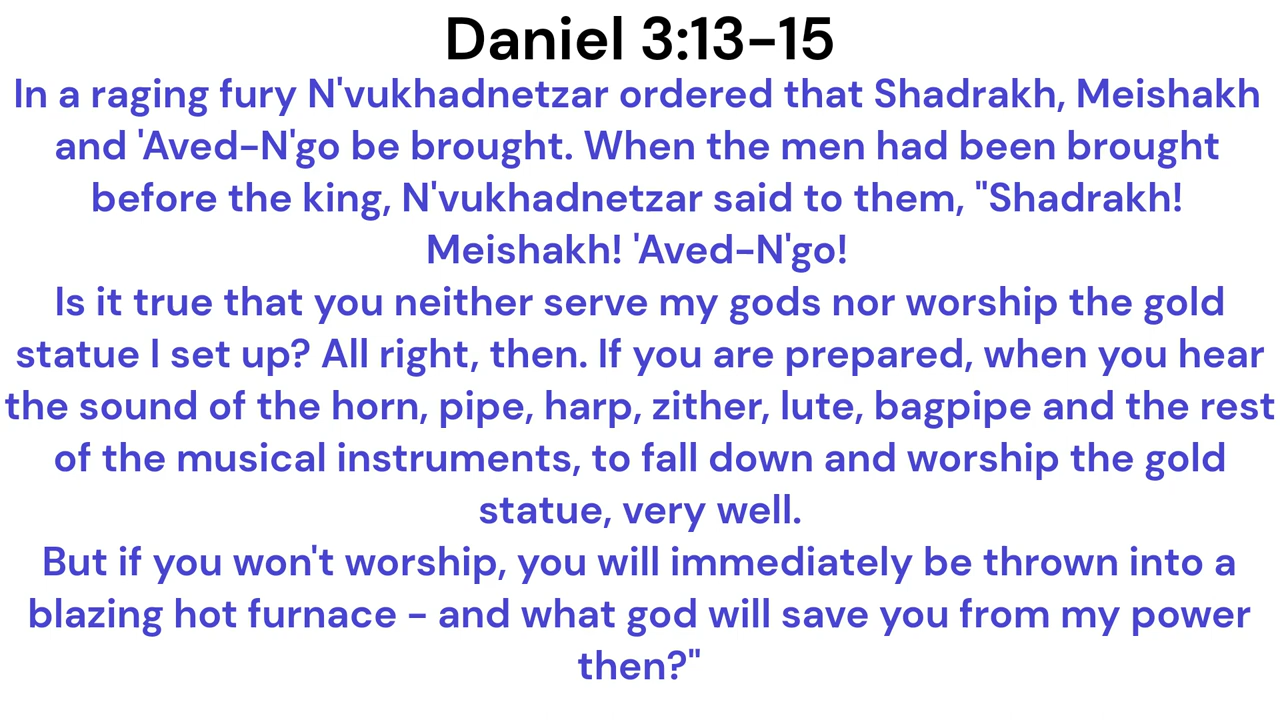 Daniel 3:13-15
In a raging fury N'vukhadnetzar ordered that Shadrakh, Meishakh
and 'Aved-N'go be brought. When the men had been brought
before the king, N'vukhadnetzar said to them, "Shadrakh!
Meishakh! 'Aved-N'go!
Is it true that you neither serve my gods nor worship the gold
statue I set up? All right, then. If you are prepared, when you hear
the sound of the horn, pipe, harp, zither, lute, bagpipe and the rest
of the musical instruments, to fall down and worship the gold
statue, very well.
But if you won't worship, you will immediately be thrown into a
blazing hot furnace - and what god will save you from my power
then?"